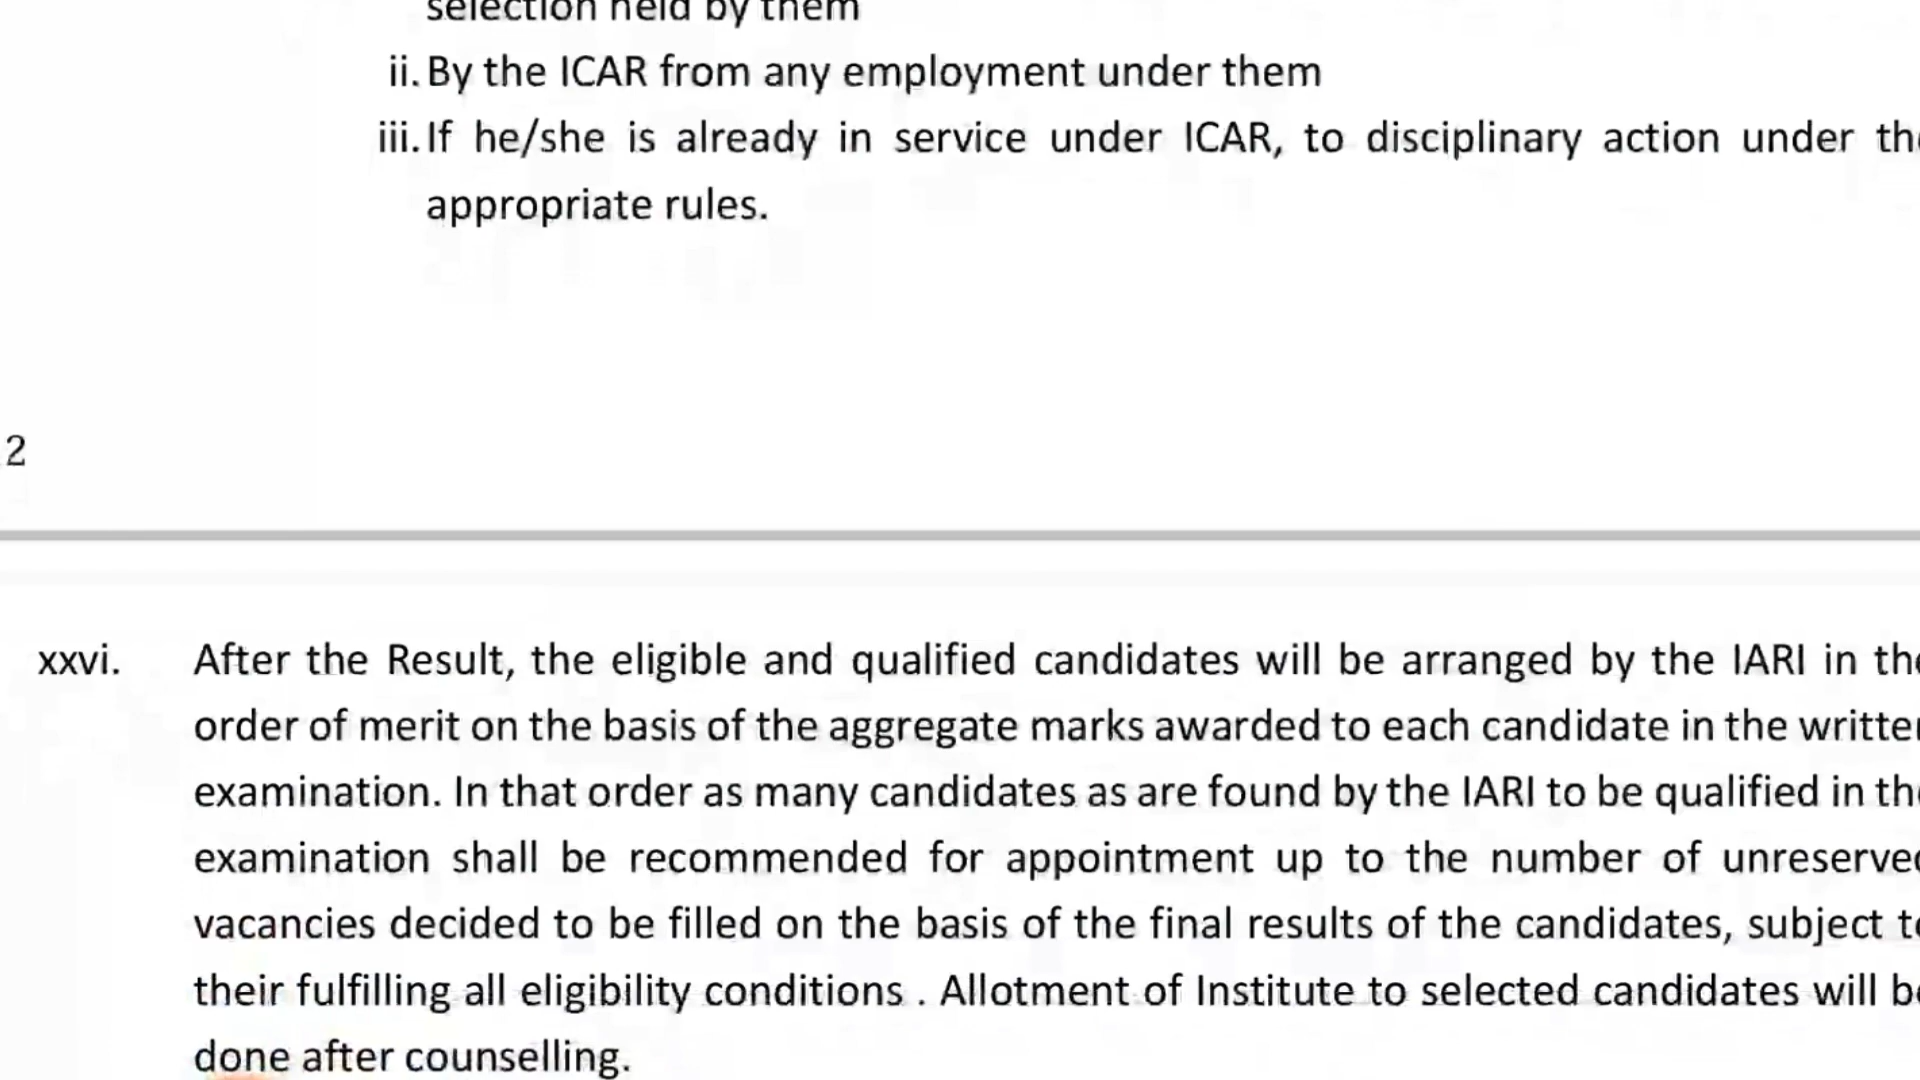 selection held by them
ii. By the ICAR from any employment under them
iii. If he/she is already in service under ICAR, to disciplinary action under the
appropriate rules.
2
xxvi. After the Result, the eligible and qualified candidates will be arranged by the IARI in the
order of merit on the basis of the aggregate marks awarded to each candidate in the written
examination. In that order as many candidates as are found by the IARI to be qualified in the
examination shall be recommended for appointment up to the number of unreserved
vacancies decided to be filled on the basis of the final results of the candidates, subject to
their fulfilling all eligibility conditions . Allotment of Institute to selected candidates will be
done after counselling.